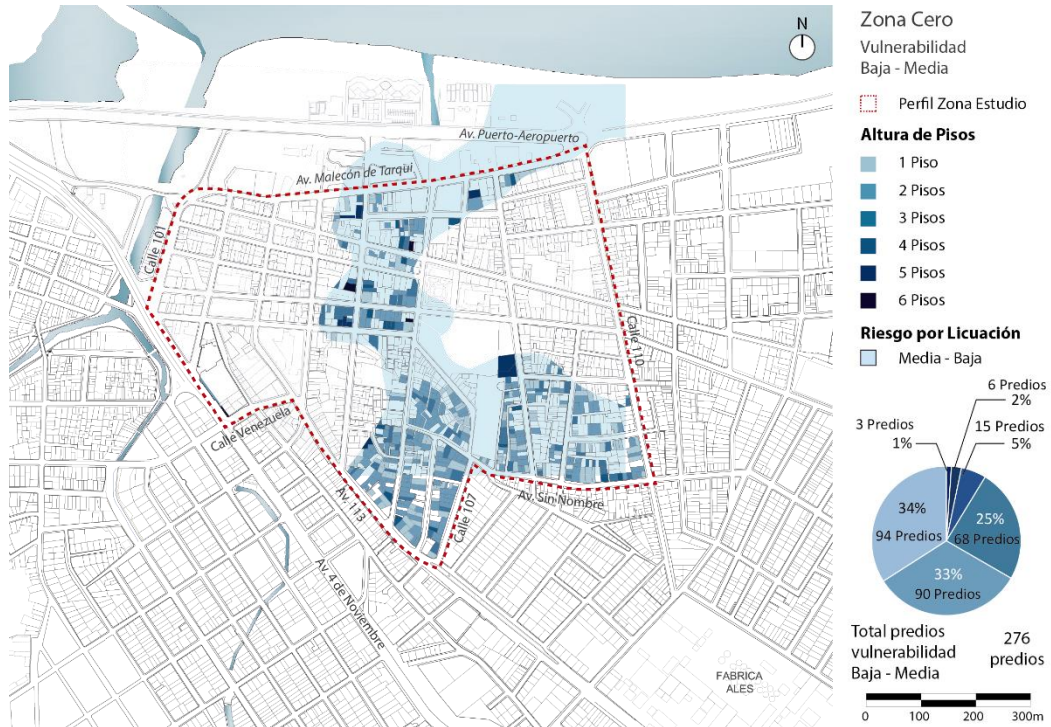 N
Av. Puerto-Aeropuerto
Av. Malecón de Tarqui
Calle 101
Calle 110
Calle Venezuela
Av. 113
Calle 107
Av. Sin Nombre
Av. 4 de Noviembre
FABRICA
ALES
Zona Cero
Vulnerabilidad
Baja - Media
Perfil Zona Estudio
Altura de Pisos
1 Piso
2 Pisos
3 Pisos
4 Pisos
5 Pisos
6 Pisos
Riesgo por Licuación
Media - Baja
6 Predios
2%
3 Predios
1%
15 Predios
5%
34%
94 Predios
25%
68 Predios
33%
90 Predios
Total predios
vulnerabilidad
Baja - Media
276
predios
0 100 200 300m